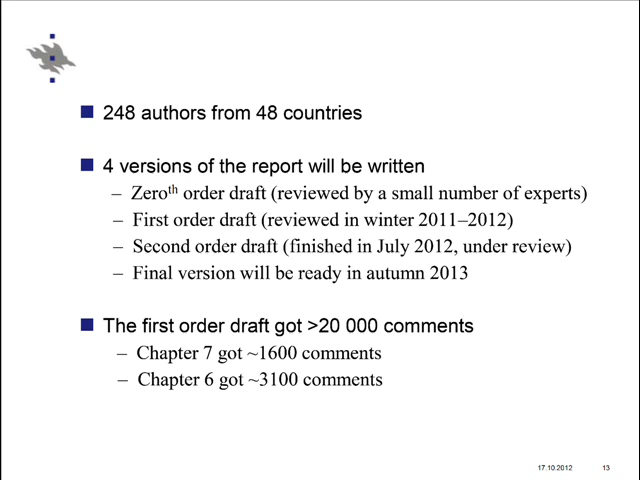 248 authors from 48 countries
4 versions of the report will be written
– Zeroth order draft (reviewed by a small number of experts)
– First order draft (reviewed in winter 2011–2012)
– Second order draft (finished in July 2012, under review)
– Final version will be ready in autumn 2013
The first order draft got >20 000 comments
– Chapter 7 got ~1600 comments
– Chapter 6 got ~3100 comments
17.10.2012 13